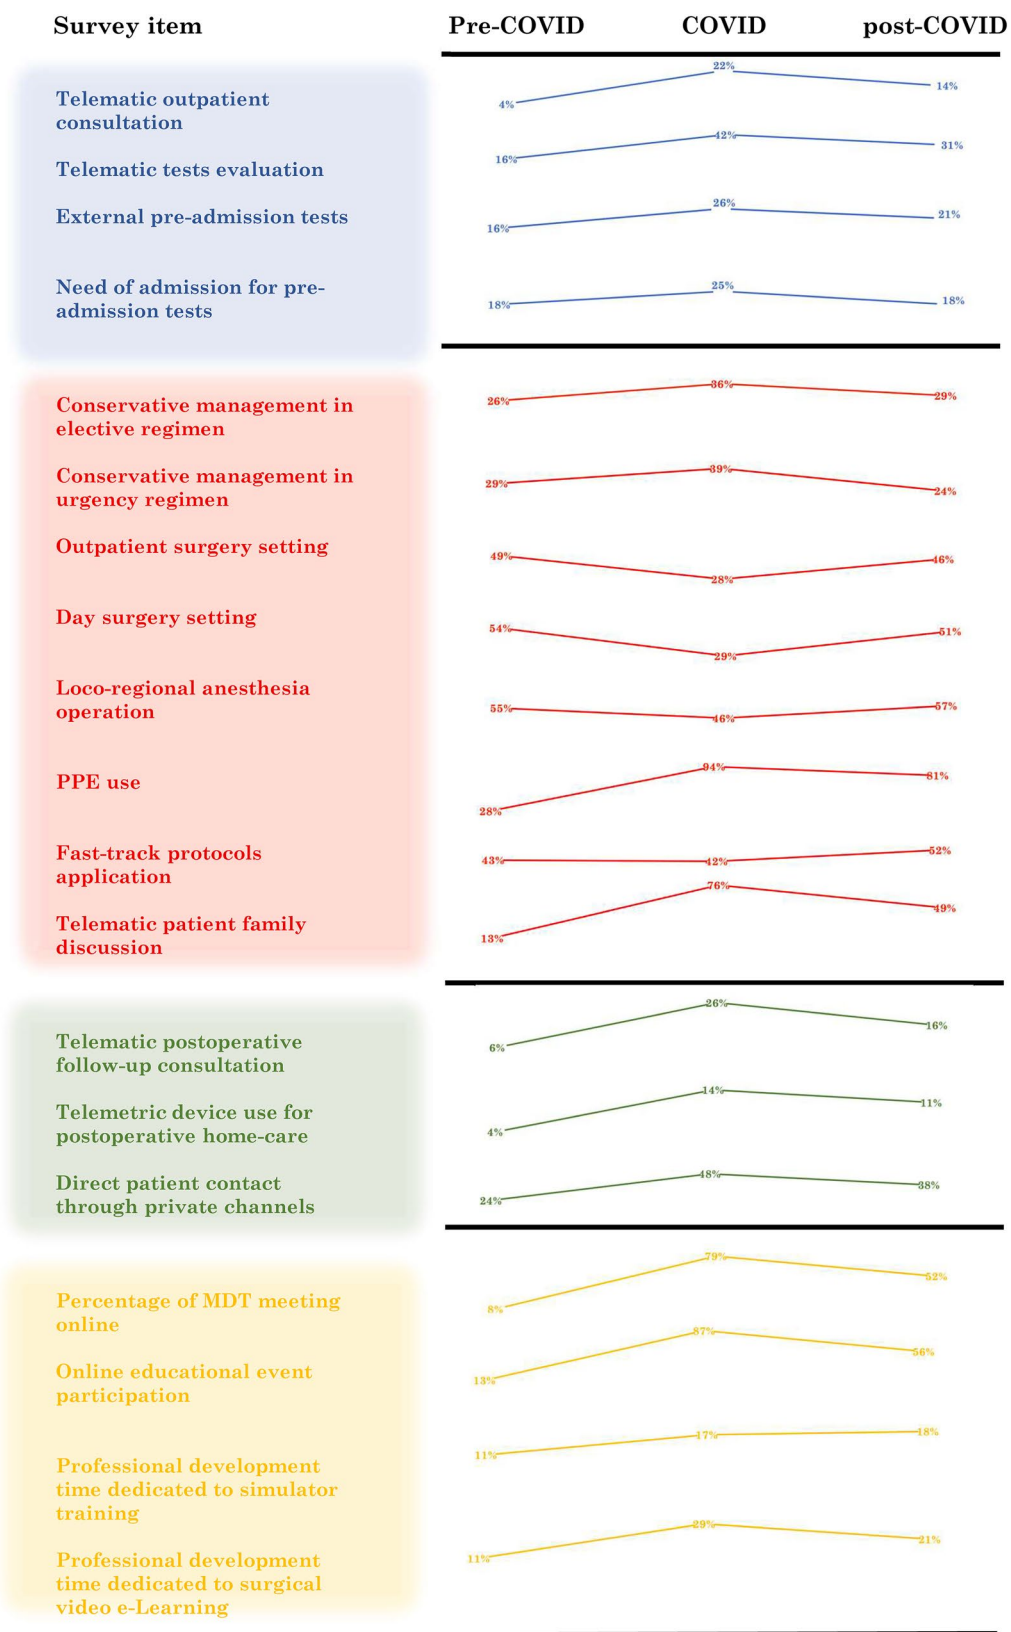 Survey item Pre-COVID COVID post-COVID
Telematic outpatient
consultation
4% 22% 14%
Telematic tests evaluation
16% 42% 31%
External pre-admission tests
16% 26% 21%
Need of admission for pre-
admission tests
18% 25% 18%
Conservative management in
elective regimen
26% 36% 29%
Conservative management in
urgency regimen
29% 39% 24%
Outpatient surgery setting
49% 28% 46%
Day surgery setting
54% 29% 51%
Loco-regional anesthesia
operation
55% 46% 57%
PPE use
28% 94% 81%
Fast-track protocols
application
43% 42% 52%
Telematic patient family
discussion
13% 76% 49%
Telematic postoperative
follow-up consultation
6% 26% 16%
Telemetric device use for
postoperative home-care
4% 14% 11%
Direct patient contact
through private channels
24% 48% 38%
Percentage of MDT meeting
online
8% 79% 52%
Online educational event
participation
13% 87% 56%
Professional development
time dedicated to simulator
training
11% 17% 18%
Professional development
time dedicated to surgical
video e-Learning
11% 29% 21%